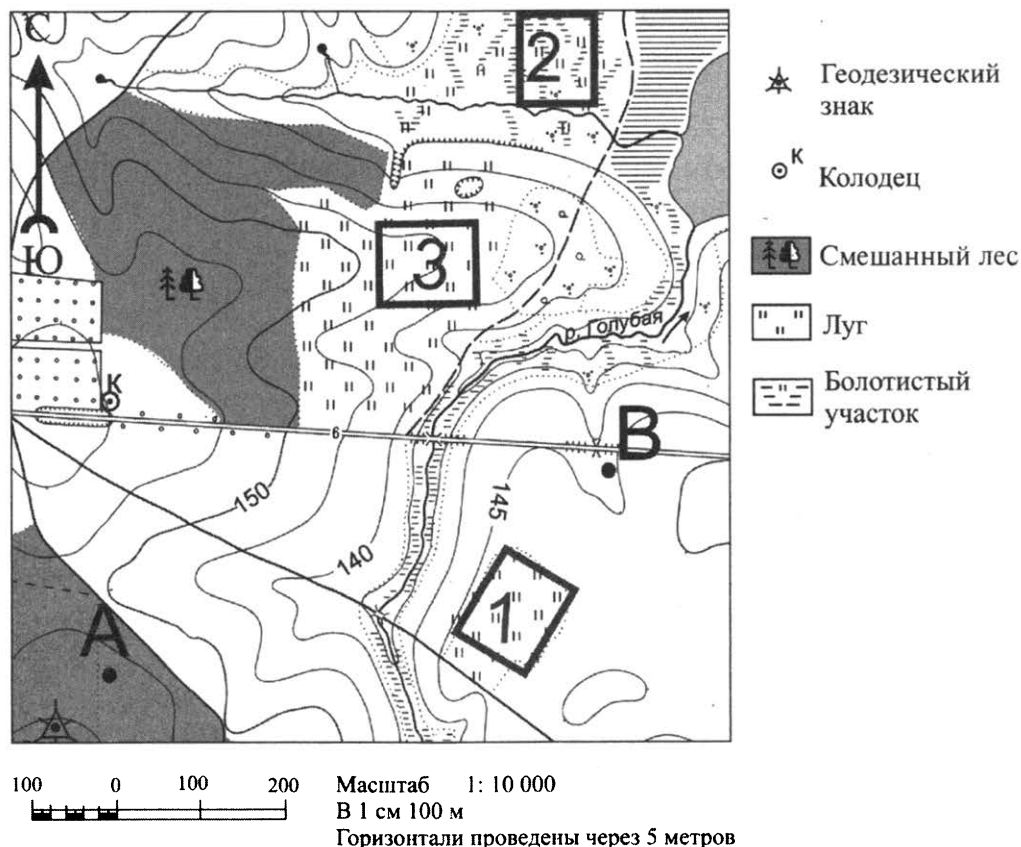 С
Ю
2
3
1
К
р. Голубая
6
В
150
145
140
А
Геодезический
знак
К
Колодец
Смешанный лес
Луг
Болотистый
участок
100 0 100 200
Масштаб 1: 10 000
В 1 см 100 м
Горизонтали проведены через 5 метров